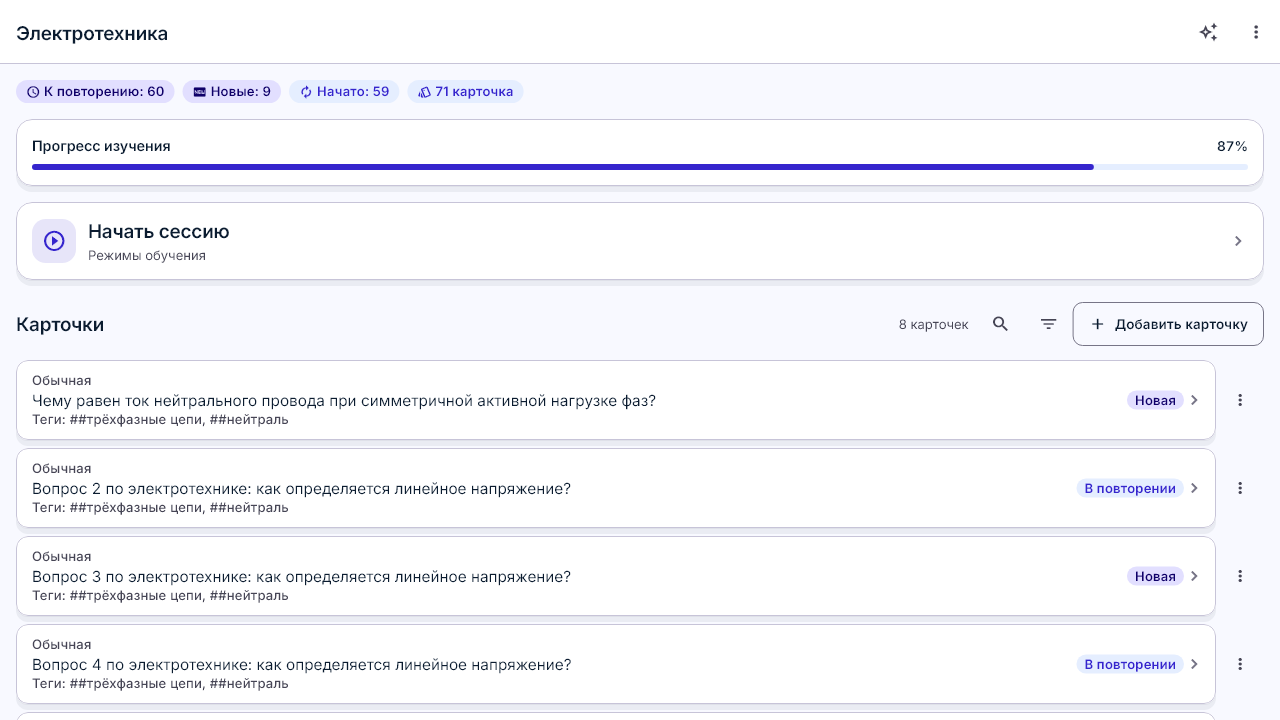 Электротехника
К повторению: 60
Новые: 9
Начато: 59
71 карточка
Прогресс изучения
87%
Начать сессию
Режимы обучения
Карточки
8 карточек
Добавить карточку
Обычная
Чему равен ток нейтрального провода при симметричной активной нагрузке фаз?
Теги: ##трёхфазные цепи, ##нейтраль
Новая
Обычная
Вопрос 2 по электротехнике: как определяется линейное напряжение?
Теги: ##трёхфазные цепи, ##нейтраль
В повторении
Обычная
Вопрос 3 по электротехнике: как определяется линейное напряжение?
Теги: ##трёхфазные цепи, ##нейтраль
Новая
Обычная
Вопрос 4 по электротехнике: как определяется линейное напряжение?
Теги: ##трёхфазные цепи, ##нейтраль
В повторении